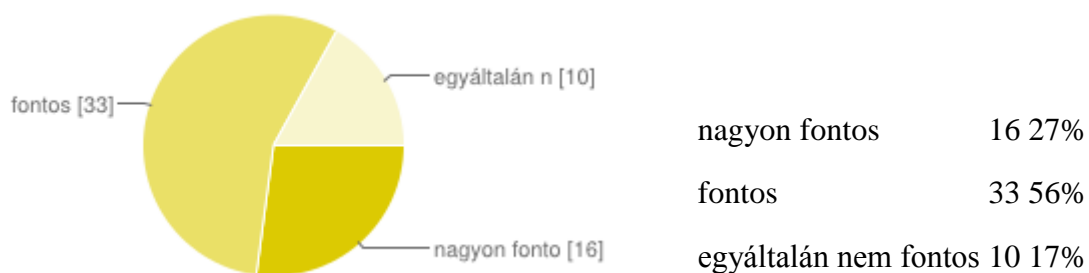 egyáltalán n [10]
fontos [33]
nagyon fonto [16]
nagyon fontos 16 27%
fontos 33 56%
egyáltalán nem fontos 10 17%